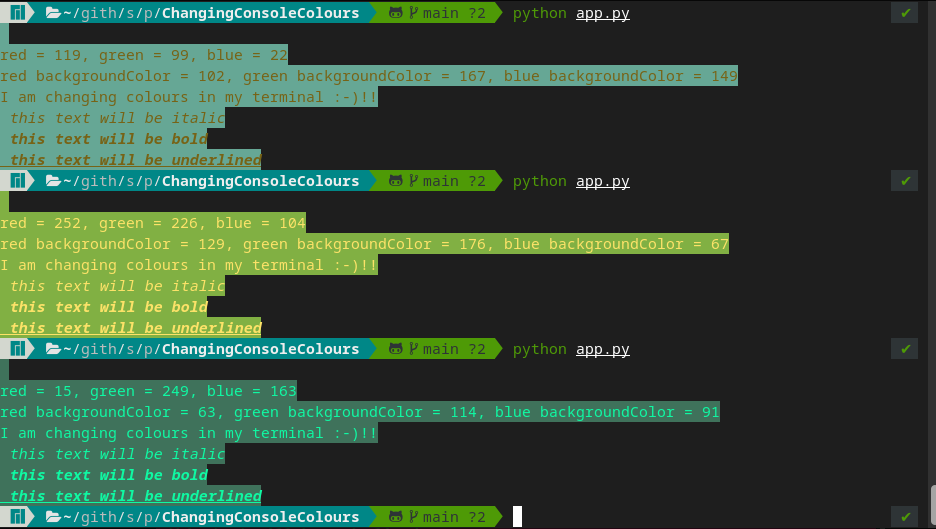 ~/gith/s/p/ChangingConsoleColours main ?2 python app.py ✔
red = 119, green = 99, blue = 22
red backgroundColor = 102, green backgroundColor = 167, blue backgroundColor = 149
I am changing colours in my terminal :-)!!
this text will be italic
this text will be bold
this text will be underlined
~/gith/s/p/ChangingConsoleColours main ?2 python app.py ✔
red = 252, green = 226, blue = 104
red backgroundColor = 129, green backgroundColor = 176, blue backgroundColor = 67
I am changing colours in my terminal :-)!!
this text will be italic
this text will be bold
this text will be underlined
~/gith/s/p/ChangingConsoleColours main ?2 python app.py ✔
red = 15, green = 249, blue = 163
red backgroundColor = 63, green backgroundColor = 114, blue backgroundColor = 91
I am changing colours in my terminal :-)!!
this text will be italic
this text will be bold
this text will be underlined
~/gith/s/p/ChangingConsoleColours main ?2 ✔